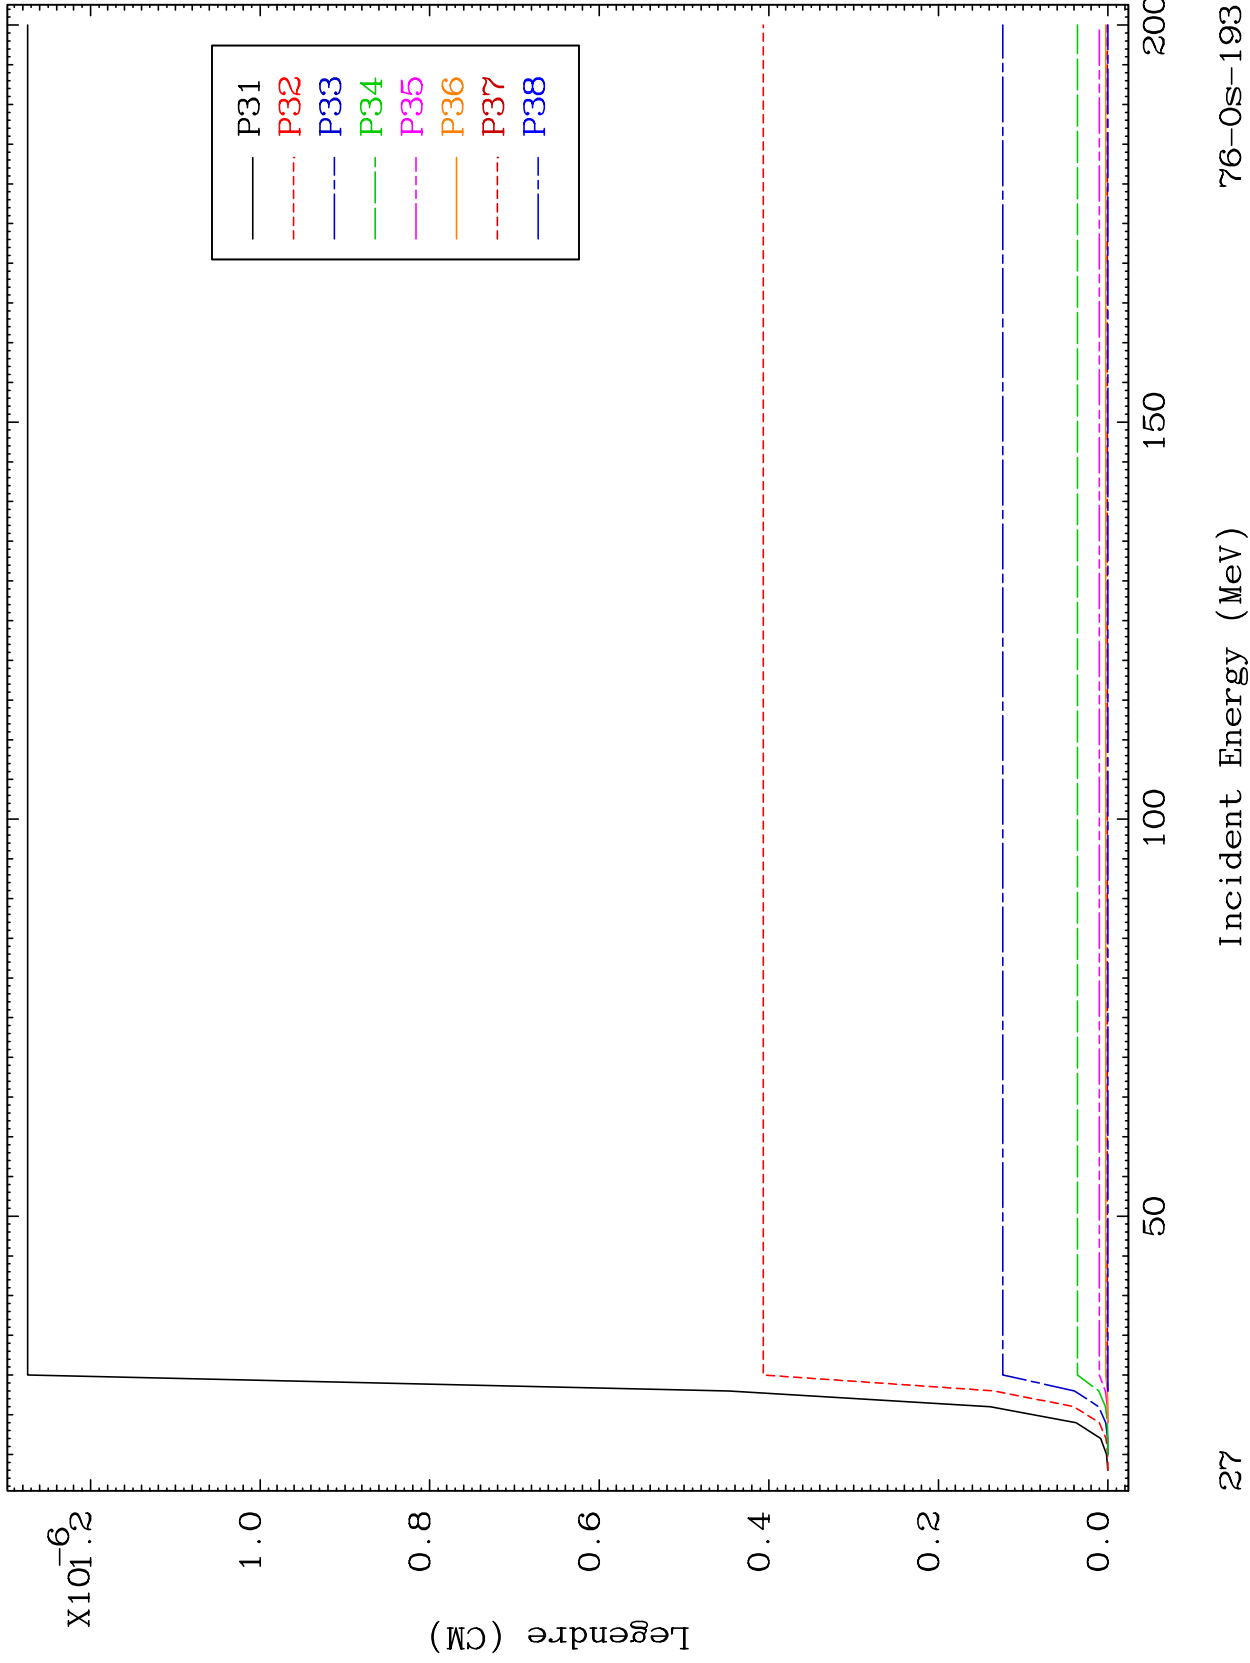 X10-6
1.2
1.0
0.8
0.6
0.4
0.2
0.0
Legendre (CM)
P31
P32
P33
P34
P35
P36
P37
P38
50
100
150
200
27
Incident Energy (MeV)
76-Os-193